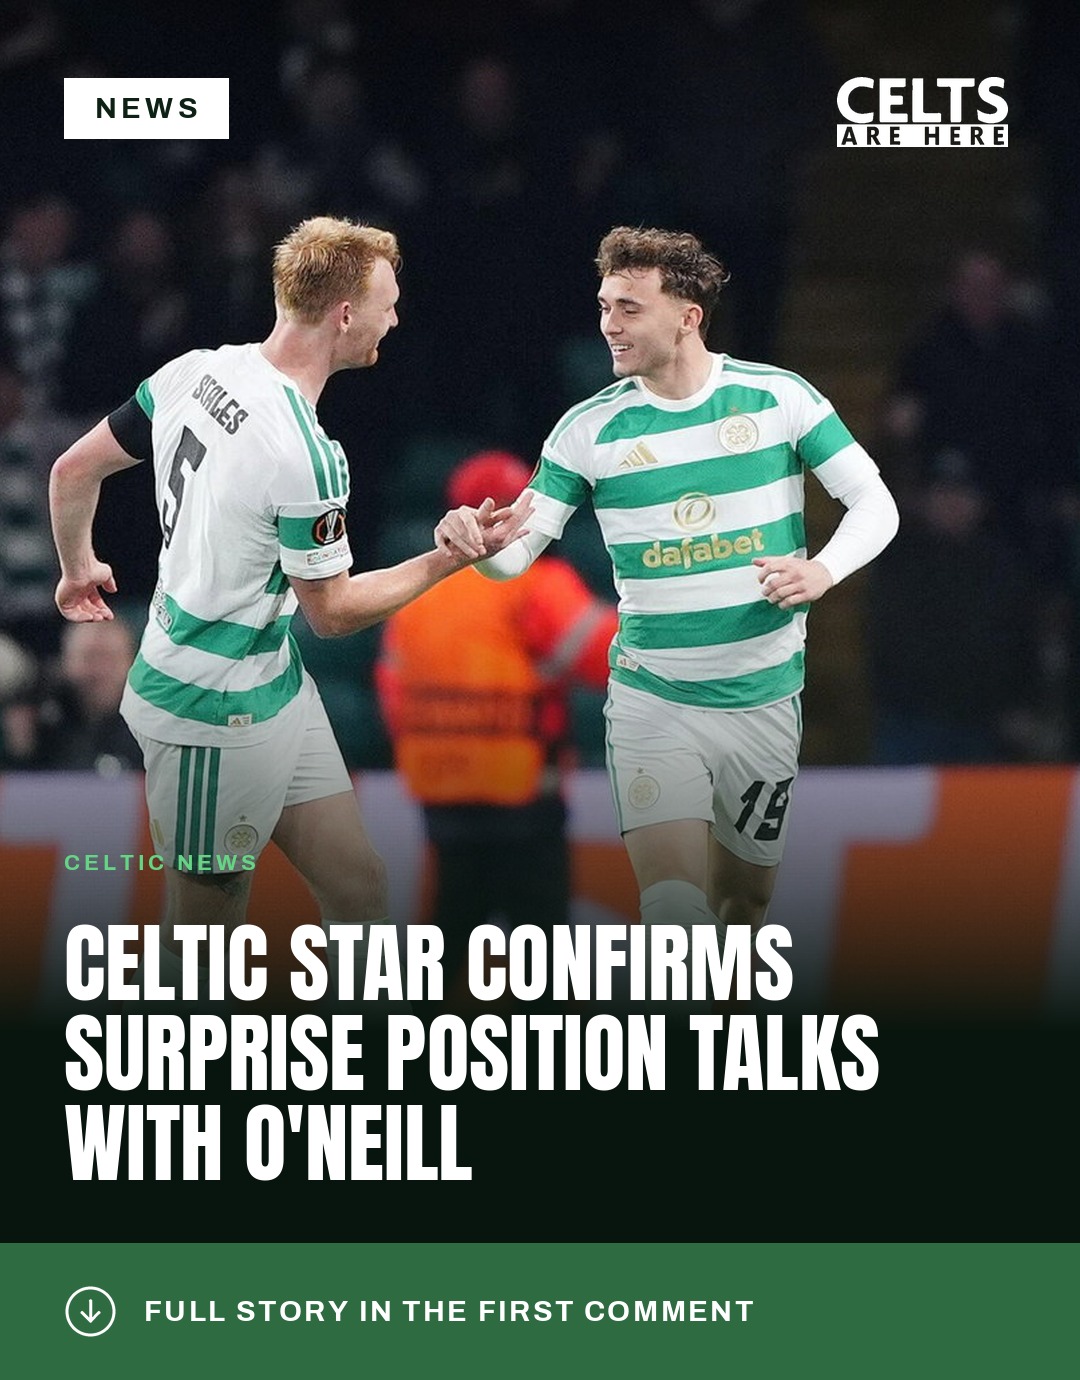 NEWS
CELTS
ARE HERE
SCALES
5
dafabet
19
CELTIC NEWS
CELTIC STAR CONFIRMS
SURPRISE POSITION TALKS
WITH O'NEILL
FULL STORY IN THE FIRST COMMENT